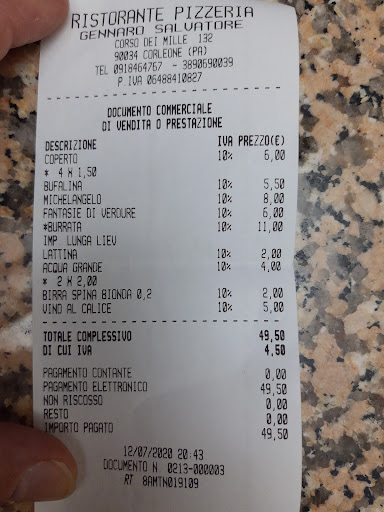 RISTORANTE PIZZERIA
GENNARO SALVATORE
CORSO DEI MILLE 132
90034 CORLEONE (PA)
TEL 0918464767 - 3890690039
P.IVA 06488410827
DOCUMENTO COMMERCIALE
DI VENDITA O PRESTAZIONE
DESCRIZIONE IVA PREZZO(€)
COPERTO 10% 6,00
* 4 X 1,50
BUFALINA 10% 5,50
MICHELANGELO 10% 8,00
FANTASIE DI VERDURE 10% 6,00
*BURRATA 10% 11,00
IMP LUNGA LIEV
LATTINA 10% 2,00
ACQUA GRANDE 10% 4,00
* 2 X 2,00
BIRRA SPINA BIONDA 0,2 10% 2,00
VINO AL CALICE 10% 5,00
TOTALE COMPLESSIVO 49,50
DI CUI IVA 4,50
PAGAMENTO CONTANTE 0,00
PAGAMENTO ELETTRONICO 49,50
NON RISCOSSO 0,00
RESTO 0,00
IMPORTO PAGATO 49,50
12/07/2020 20:43
DOCUMENTO N 0213-000003
RT 8AMTN019109